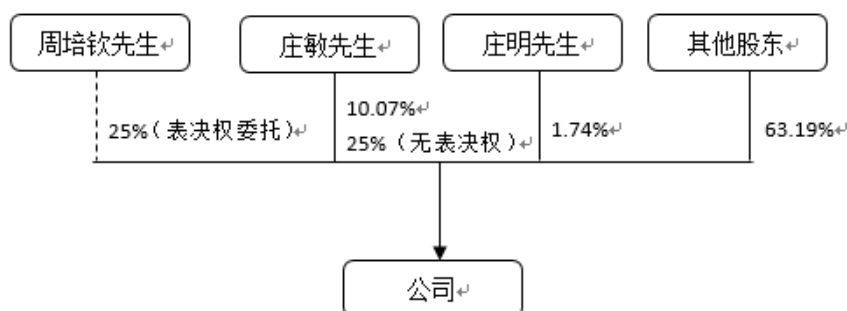 周培钦先生
庄敏先生
庄明先生
其他股东
25%（表决权委托）
10.07%
25%（无表决权）
1.74%
63.19%
公司